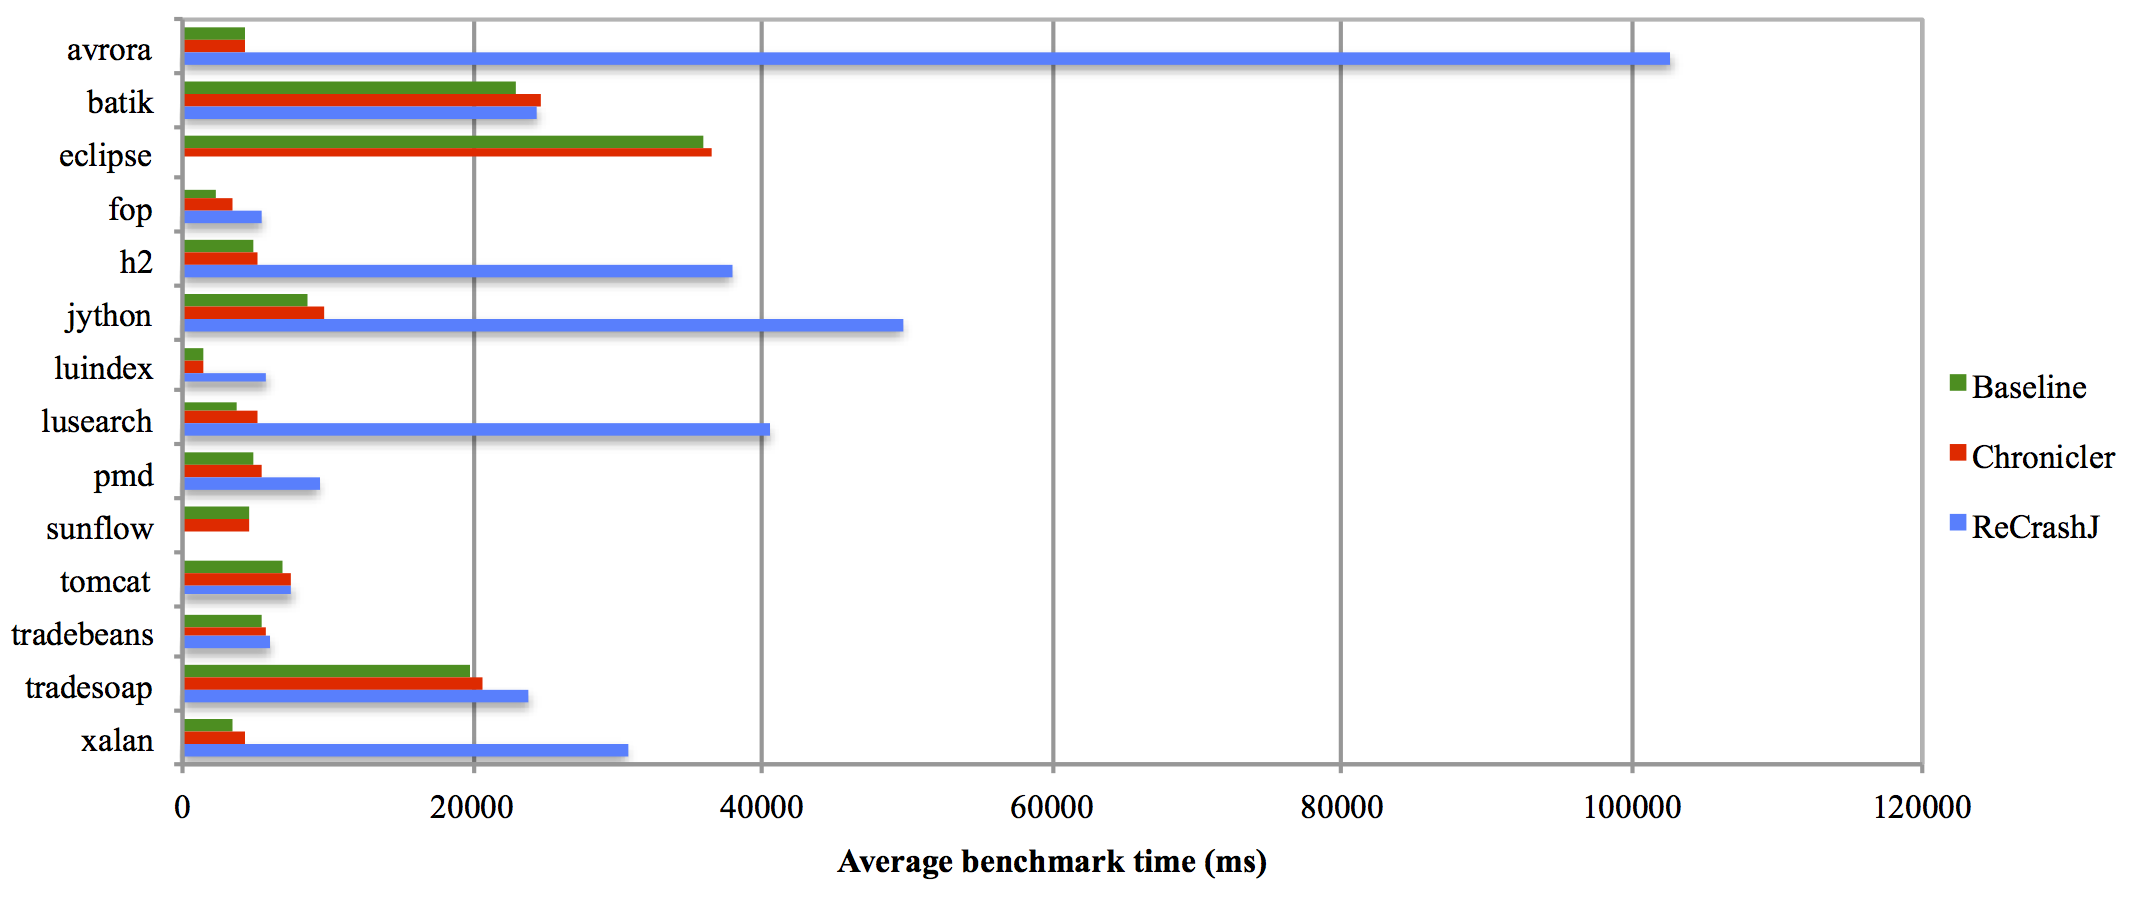 avrora
batik
eclipse
fop
h2
jython
luindex
lusearch
pmd
sunflow
tomcat
tradebeans
tradesoap
xalan
0 20000 40000 60000 80000 100000 120000
Average benchmark time (ms)
Baseline
Chronicler
ReCrashJ